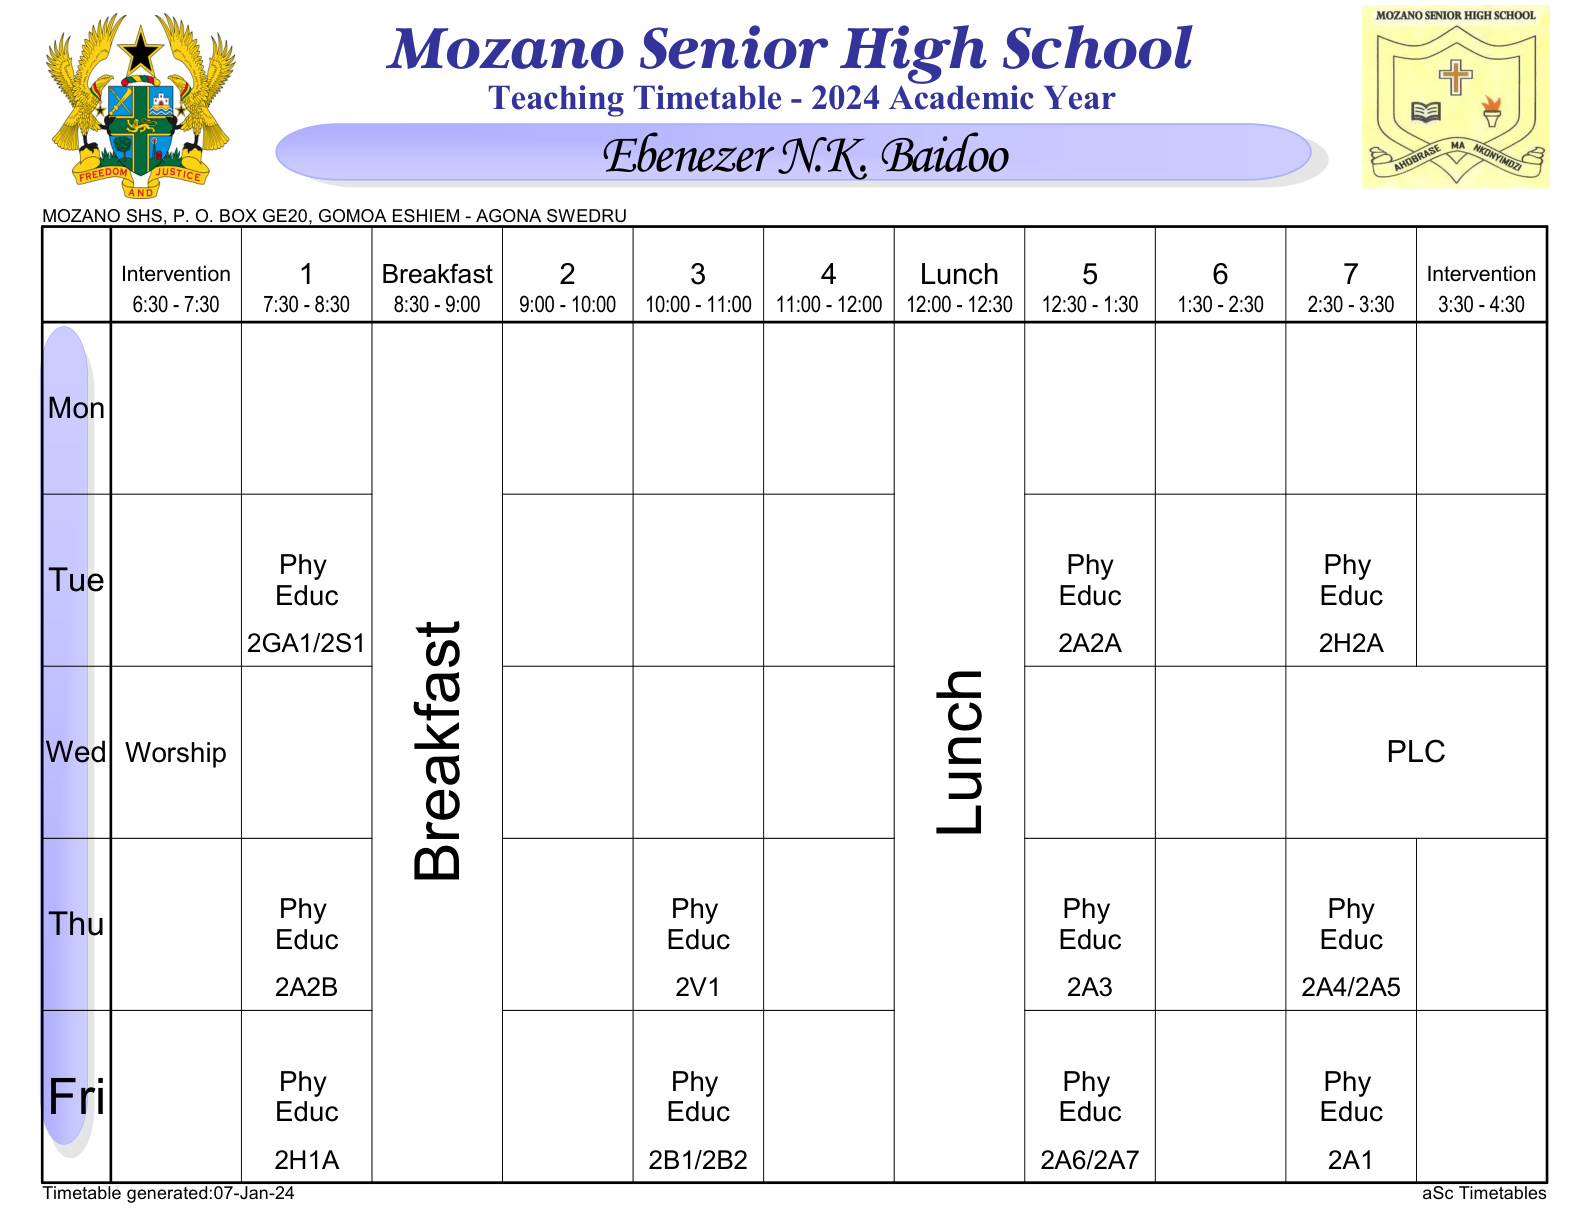 Mozano Senior High School
Teaching Timetable - 2024 Academic Year
Ebenezer N.K. Baidoo
FREEDOM AND JUSTICE
MOZANO SENIOR HIGH SCHOOL
AHOBRASE MA NKONYIMDZI
MOZANO SHS, P. O. BOX GE20, GOMOA ESHIEM - AGONA SWEDRU
Intervention 1 Breakfast 2 3 4 Lunch 5 6 7 Intervention
6:30 - 7:30 7:30 - 8:30 8:30 - 9:00 9:00 - 10:00 10:00 - 11:00 11:00 - 12:00 12:00 - 12:30 12:30 - 1:30 1:30 - 2:30 2:30 - 3:30 3:30 - 4:30
Breakfast
Lunch
Mon
Tue
Phy Phy Phy
Educ Educ Educ
2GA1/2S1 2A2A 2H2A
Wed Worship PLC
Thu
Phy Phy Phy Phy
Educ Educ Educ Educ
2A2B 2V1 2A3 2A4/2A5
Fri
Phy Phy Phy Phy
Educ Educ Educ Educ
2H1A 2B1/2B2 2A6/2A7 2A1
Timetable generated:07-Jan-24 aSc Timetables